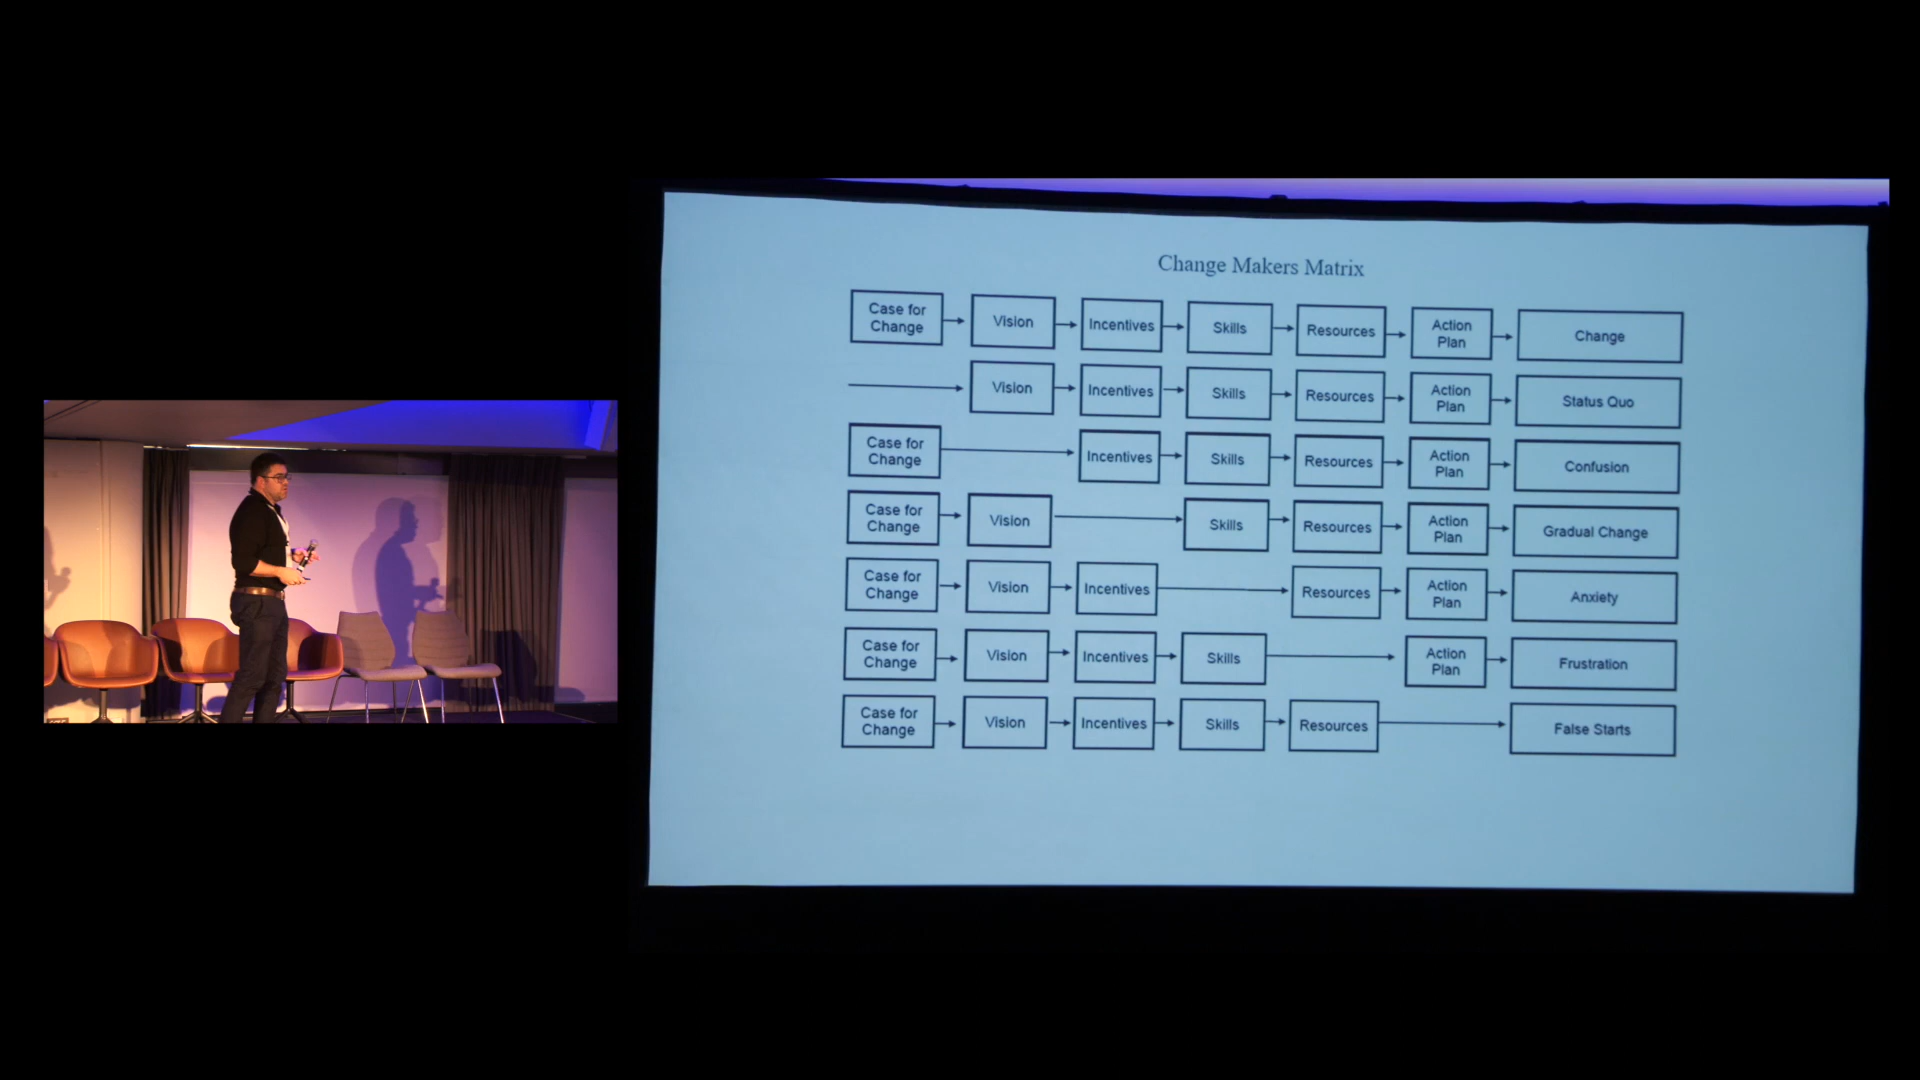 Change Makers Matrix
Case for Change Vision Incentives Skills Resources Action Plan Change
Vision Incentives Skills Resources Action Plan Status Quo
Case for Change Incentives Skills Resources Action Plan Confusion
Case for Change Vision Skills Resources Action Plan Gradual Change
Case for Change Vision Incentives Resources Action Plan Anxiety
Case for Change Vision Incentives Skills Action Plan Frustration
Case for Change Vision Incentives Skills Resources False Starts